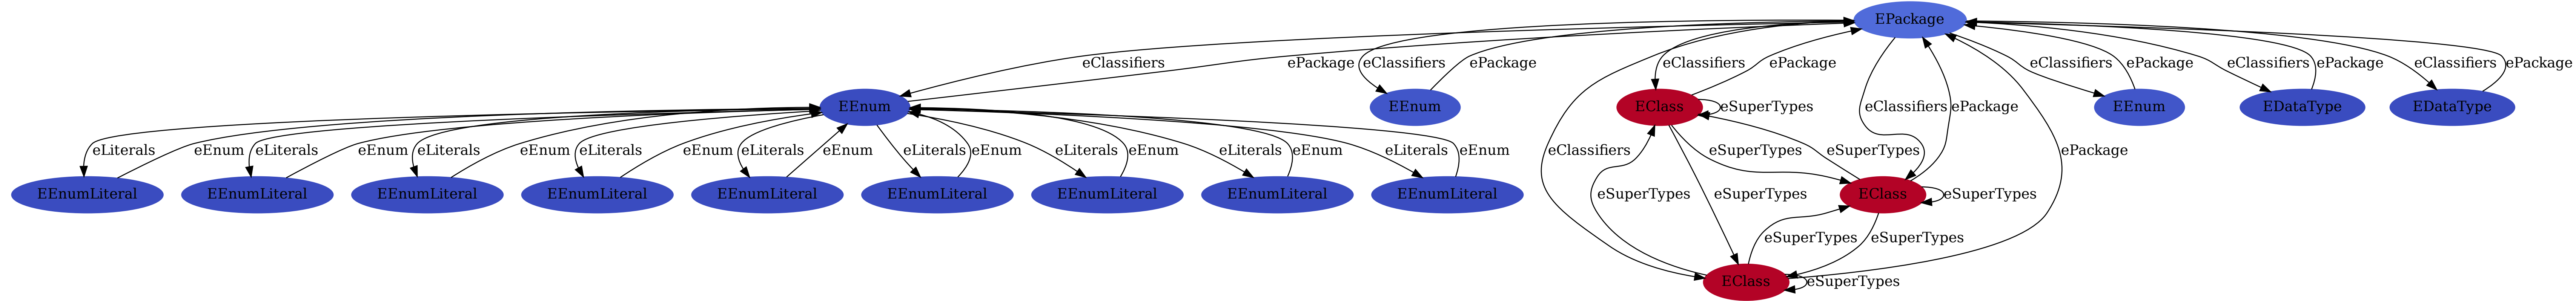 EPackage
eClassifiers
ePackage
eClassifiers
ePackage
eClassifiers
ePackage
eClassifiers
ePackage
eClassifiers
ePackage
eClassifiers
ePackage
EEnum
EEnum
EClass
eSuperTypes
eClassifiers
ePackage
EEnum
EDataType
EDataType
eLiterals
eEnum
eLiterals
eEnum
eLiterals
eEnum
eLiterals
eEnum
eLiterals
eEnum
eLiterals
eEnum
eLiterals
eEnum
eLiterals
eEnum
eLiterals
eEnum
eClassifiers
eSuperTypes
eSuperTypes
ePackage
EEnumLiteral
EEnumLiteral
EEnumLiteral
EEnumLiteral
EEnumLiteral
EEnumLiteral
EEnumLiteral
EEnumLiteral
EEnumLiteral
eSuperTypes
eSuperTypes
EClass
eSuperTypes
eSuperTypes
eSuperTypes
EClass
eSuperTypes